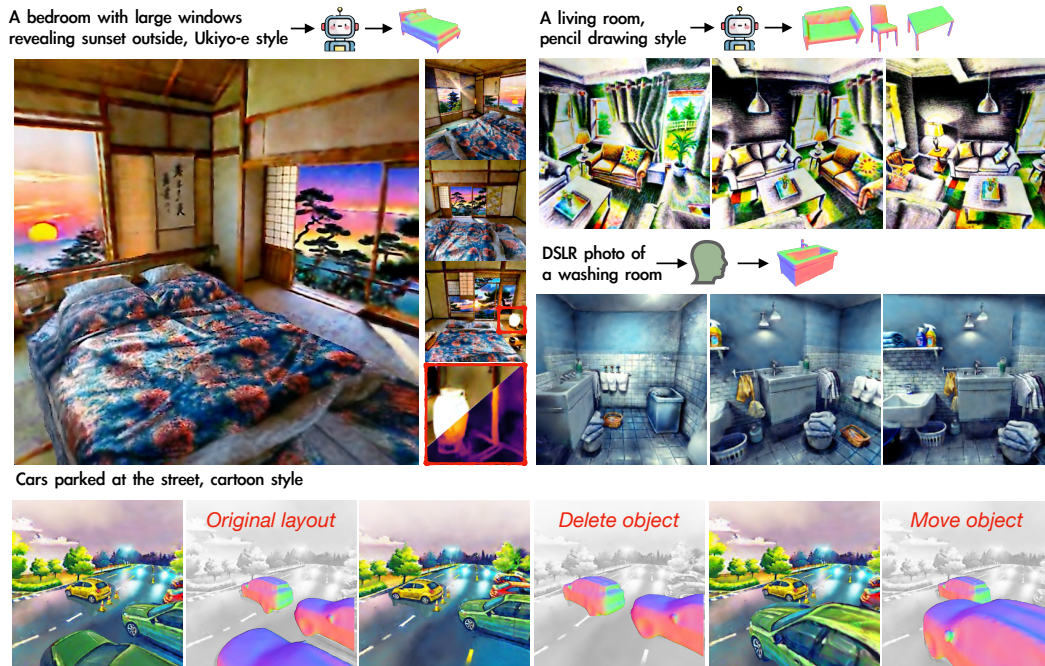 A bedroom with large windows
revealing sunset outside, Ukiyo-e style
A living room,
pencil drawing style
DSLR photo of
a washing room
Cars parked at the street, cartoon style
Original layout
Delete object
Move object